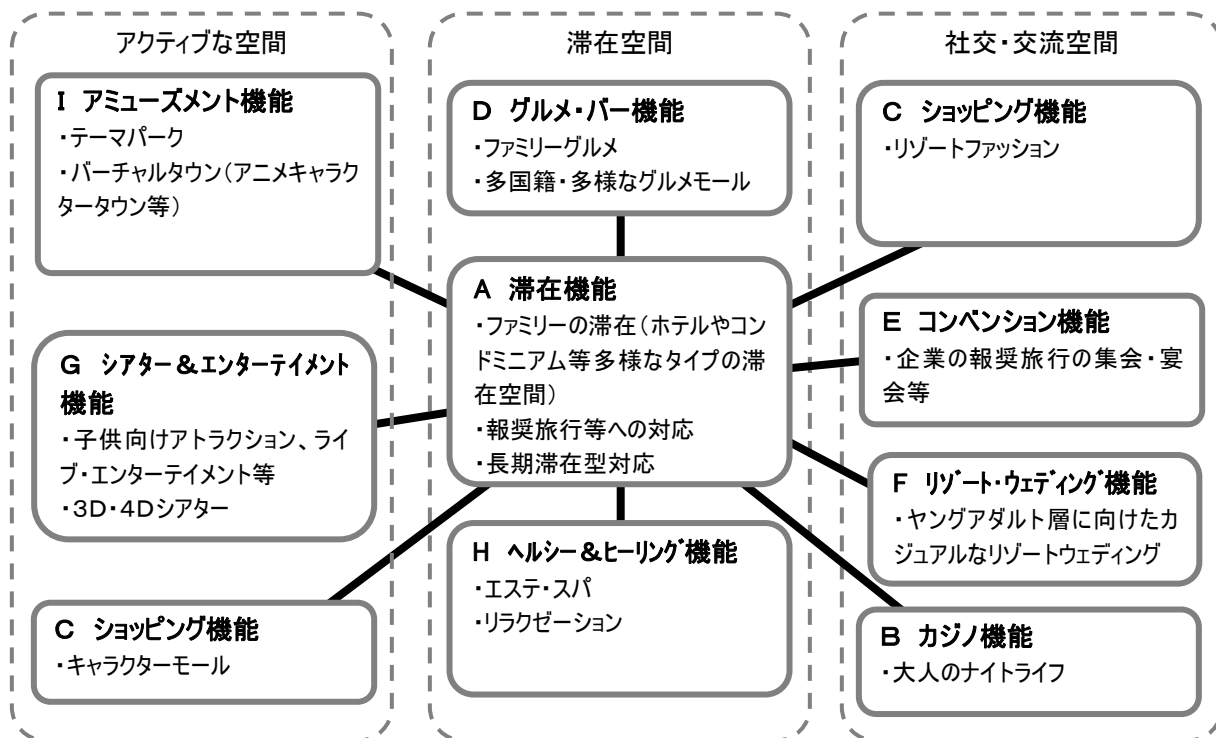 アクティブな空間
I アミューズメント機能
・テーマパーク
・バーチャルタウン（アニメキャラク
タータウン等）
G シアター＆エンターテイメント
機能
・子供向けアトラクション、ライ
ブ・エンターテイメント等
・3D・4Dシアター
C ショッピング機能
・キャラクターモール
滞在空間
D グルメ・バー機能
・ファミリーグルメ
・多国籍・多様なグルメモール
A 滞在機能
・ファミリーの滞在（ホテルやコン
ドミニアム等多様なタイプの滞
在空間）
・報奨旅行等への対応
・長期滞在型対応
H ヘルシー＆ヒーリング機能
・エステ・スパ
・リラクゼーション
社交・交流空間
C ショッピング機能
・リゾートファッション
E コンベンション機能
・企業の報奨旅行の集会・宴
会等
F リゾート・ウェディング機能
・ヤングアダルト層に向けたカ
ジュアルなリゾートウェディング
B カジノ機能
・大人のナイトライフ